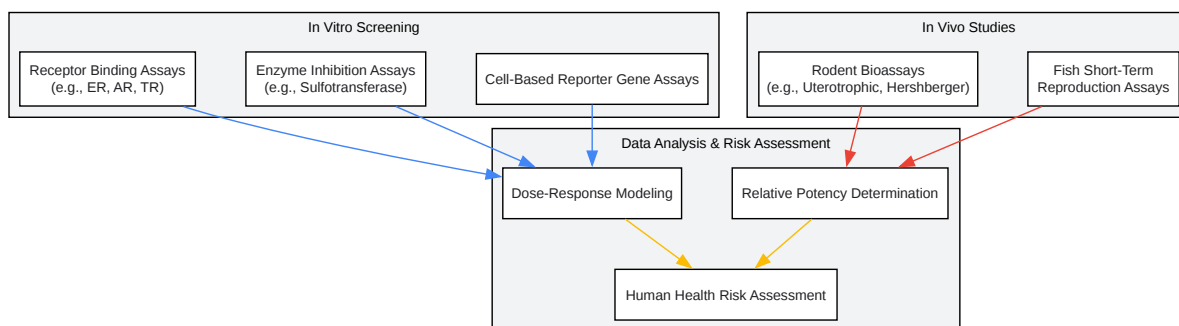 In Vitro Screening
Receptor Binding Assays
(e.g., ER, AR, TR)
Enzyme Inhibition Assays
(e.g., Sulfotransferase)
Cell-Based Reporter Gene Assays
In Vivo Studies
Rodent Bioassays
(e.g., Uterotrophic, Hershberger)
Fish Short-Term
Reproduction Assays
Data Analysis & Risk Assessment
Dose-Response Modeling
Relative Potency Determination
Human Health Risk Assessment